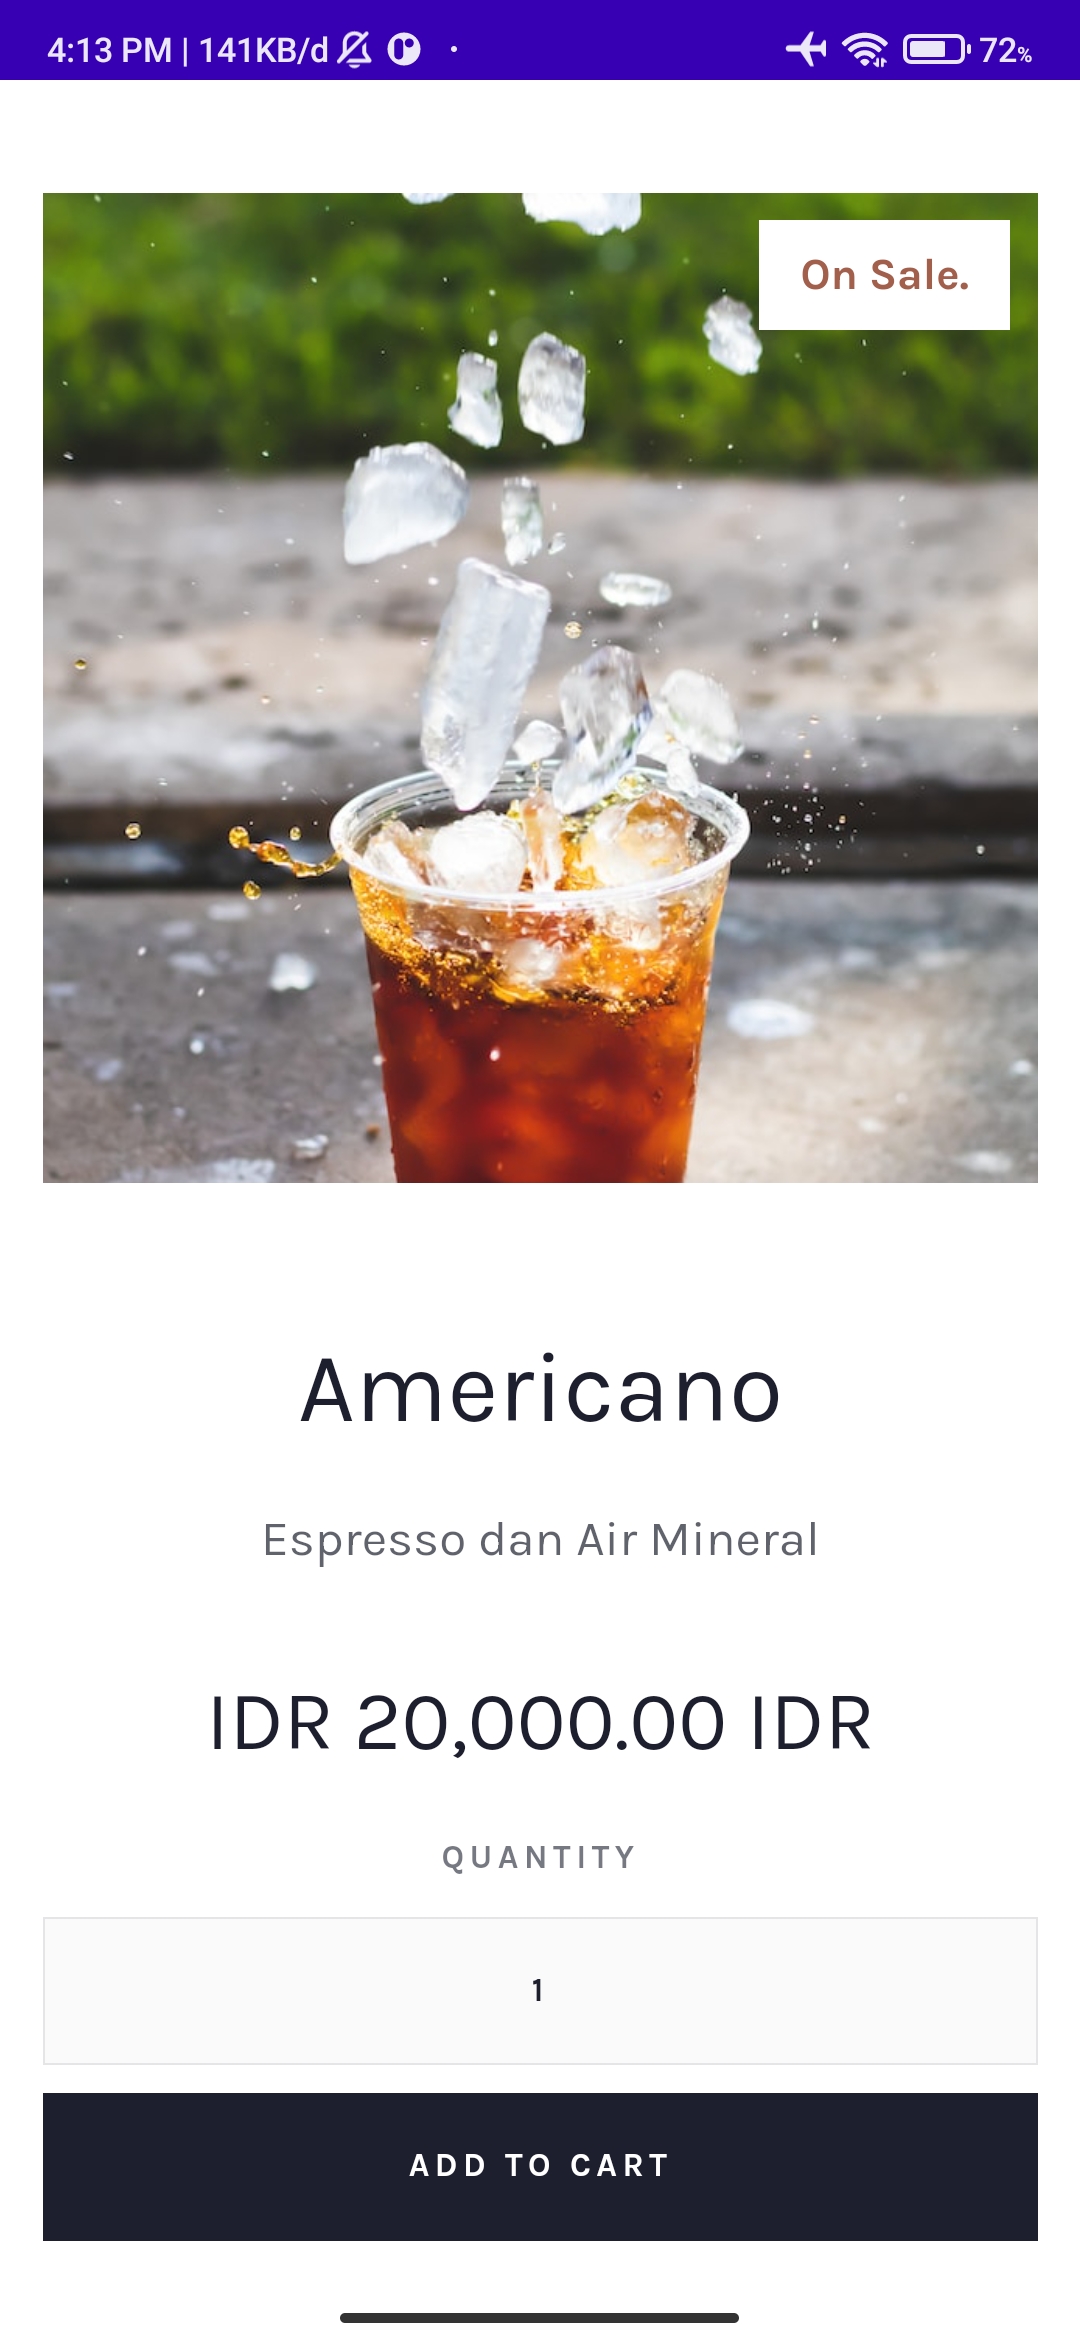 4:13 PM | 141KB/d
72%
On Sale.
Americano
Espresso dan Air Mineral
IDR 20,000.00 IDR
QUANTITY
1
ADD TO CART